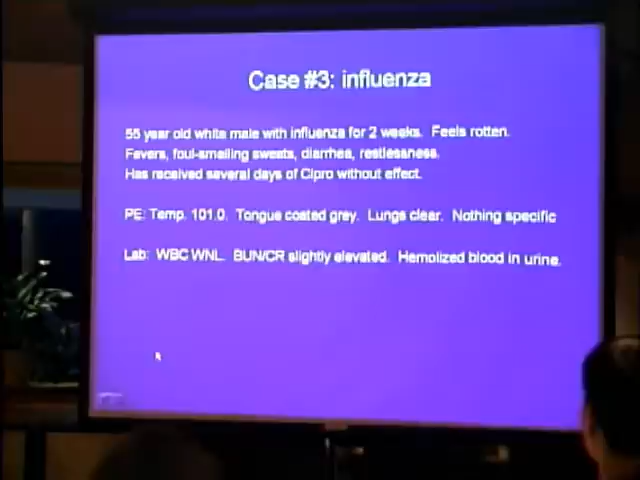 Case #3: influenza
55 year old white male with influenza for 2 weeks. Feels rotten.
Fevers, foul-smelling sweats, diarrhea, restlessness.
Has received several days of Cipro without effect.
PE: Temp. 101.0. Tongue coated grey. Lungs clear. Nothing specific
Lab: WBC WNL. BUN/CR slightly elevated. Hemolized blood in urine.